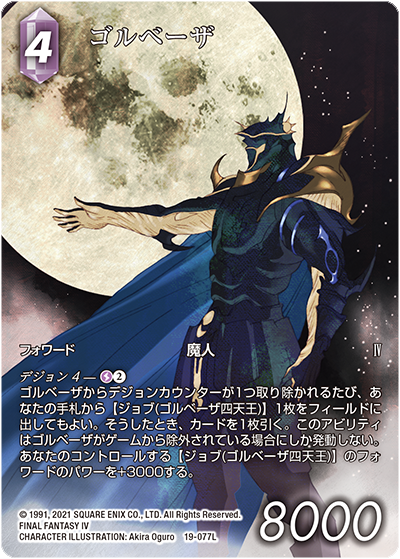 4
ゴルベーザ
フォワード 魔人 IV
デジョン 4 ― 2
ゴルベーザからデジョンカウンターが1つ取り除かれるたび、あ
なたの手札から【ジョブ(ゴルベーザ四天王)】1枚をフィールドに
出してもよい。そうしたとき、カードを1枚引く。このアビリティ
はゴルベーザがゲームから除外されている場合にしか発動しない。
あなたのコントロールする【ジョブ(ゴルベーザ四天王)】のフォ
ワードのパワーを+3000する。
© 1991, 2021 SQUARE ENIX CO., LTD. All Rights Reserved.
FINAL FANTASY IV
CHARACTER ILLUSTRATION: Akira Oguro 19-077L
8000